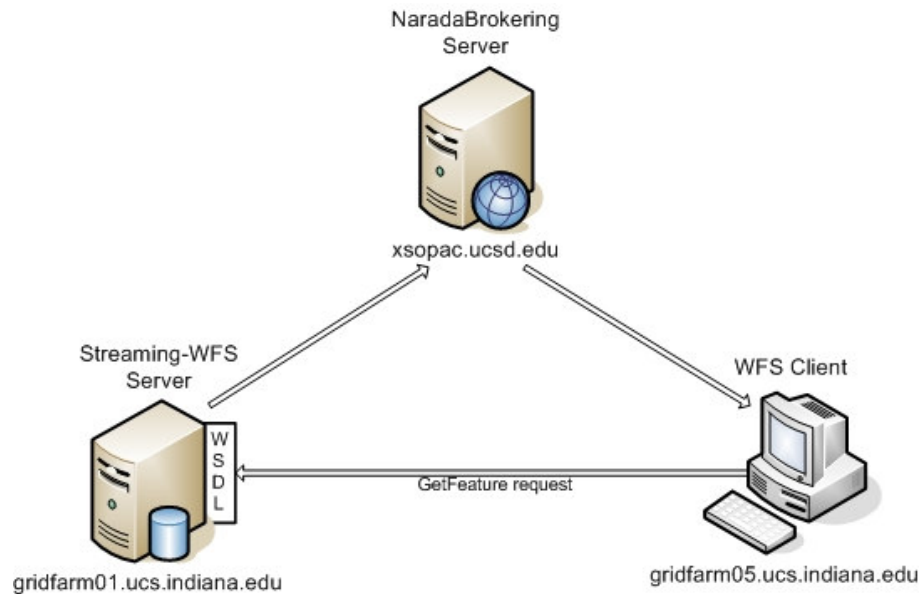 NaradaBrokering
Server
xsopac.ucsd.edu
Streaming-WFS
Server
WSDL
gridfarm01.ucs.indiana.edu
GetFeature request
WFS Client
gridfarm05.ucs.indiana.edu